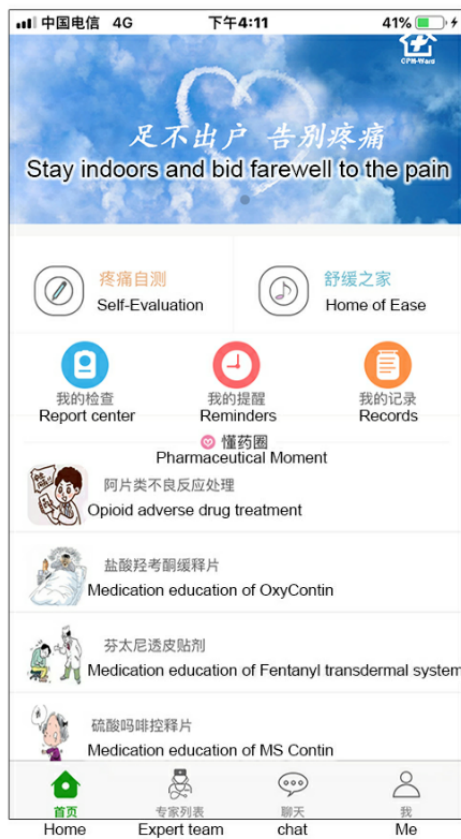 中国电信 4G 下午4:11 41%
CPM-Ward
足不出户 告别疼痛
Stay indoors and bid farewell to the pain
疼痛自测 舒缓之家
Self-Evaluation Home of Ease
我的检查 我的提醒 我的记录
Report center Reminders Records
懂药圈
Pharmaceutical Moment
阿片类不良反应处理
Opioid adverse drug treatment
盐酸羟考酮缓释片
Medication education of OxyContin
芬太尼透皮贴剂
Medication education of Fentanyl transdermal system
硫酸吗啡控释片
Medication education of MS Contin
首页 专家列表 聊天 我
Home Expert team chat Me